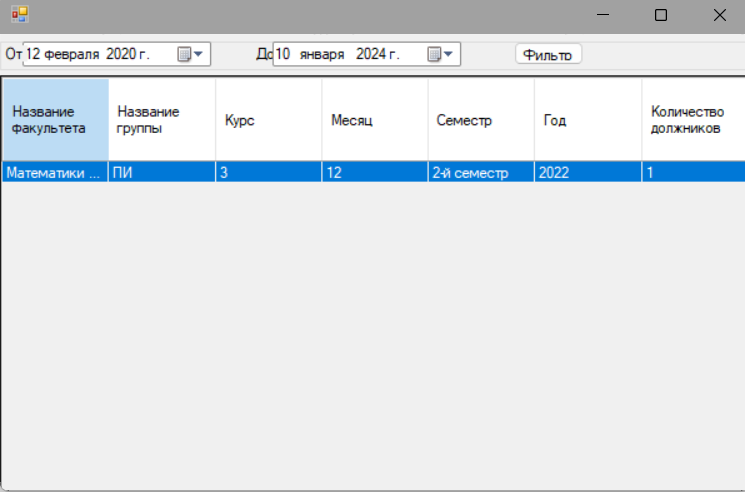 От 12 февраля 2020 г. До 10 января 2024 г. Фильтр
Название факультета Название группы Курс Месяц Семестр Год Количество должников
Математики ... ПИ 3 12 2-й семестр 2022 1